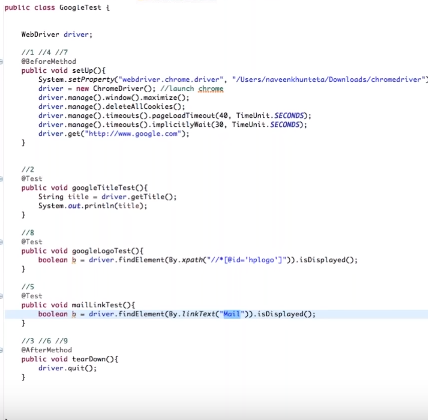 public class GoogleTest {
WebDriver driver;
//1 //4 //7
@BeforeMethod
public void setUp(){
System.setProperty("webdriver.chrome.driver", "/Users/naveenkhunteta/Downloads/chromedriver")
driver = new ChromeDriver(); //launch chrome
driver.manage().window().maximize();
driver.manage().deleteAllCookies();
driver.manage().timeouts().pageLoadTimeout(40, TimeUnit.SECONDS);
driver.manage().timeouts().implicitlyWait(30, TimeUnit.SECONDS);
driver.get("http://www.google.com");
}
//2
@Test
public void googleTitleTest(){
String title = driver.getTitle();
System.out.println(title);
}
//8
@Test
public void googleLogoTest(){
boolean b = driver.findElement(By.xpath("//*[@id='hplogo']")).isDisplayed();
}
//5
@Test
public void mailLinkTest(){
boolean b = driver.findElement(By.linkText("Mail")).isDisplayed();
}
//3 //6 //9
@AfterMethod
public void tearDown(){
driver.quit();
}